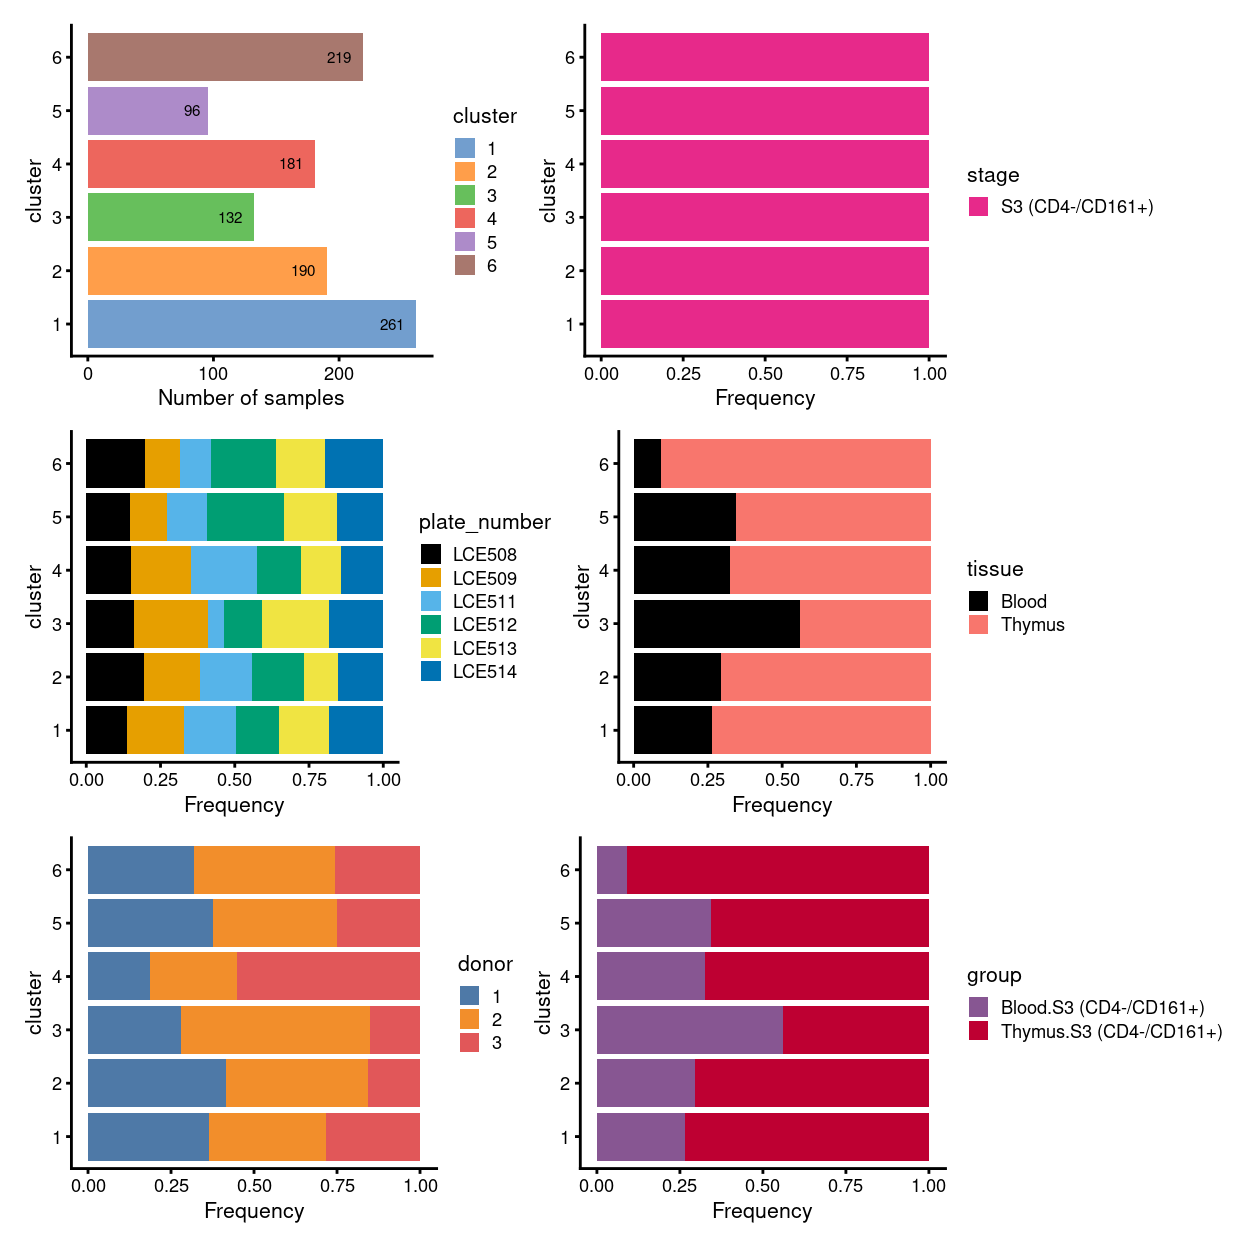 cluster
6
5
4
3
2
1
219
96
181
132
190
261
0 100 200
Number of samples
cluster
1
2
3
4
5
6
cluster
6
5
4
3
2
1
0.00 0.25 0.50 0.75 1.00
Frequency
stage
S3 (CD4-/CD161+)
cluster
6
5
4
3
2
1
0.00 0.25 0.50 0.75 1.00
Frequency
plate_number
LCE508
LCE509
LCE511
LCE512
LCE513
LCE514
cluster
6
5
4
3
2
1
0.00 0.25 0.50 0.75 1.00
Frequency
tissue
Blood
Thymus
cluster
6
5
4
3
2
1
0.00 0.25 0.50 0.75 1.00
Frequency
donor
1
2
3
cluster
6
5
4
3
2
1
0.00 0.25 0.50 0.75 1.00
Frequency
group
Blood.S3 (CD4-/CD161+)
Thymus.S3 (CD4-/CD161+)